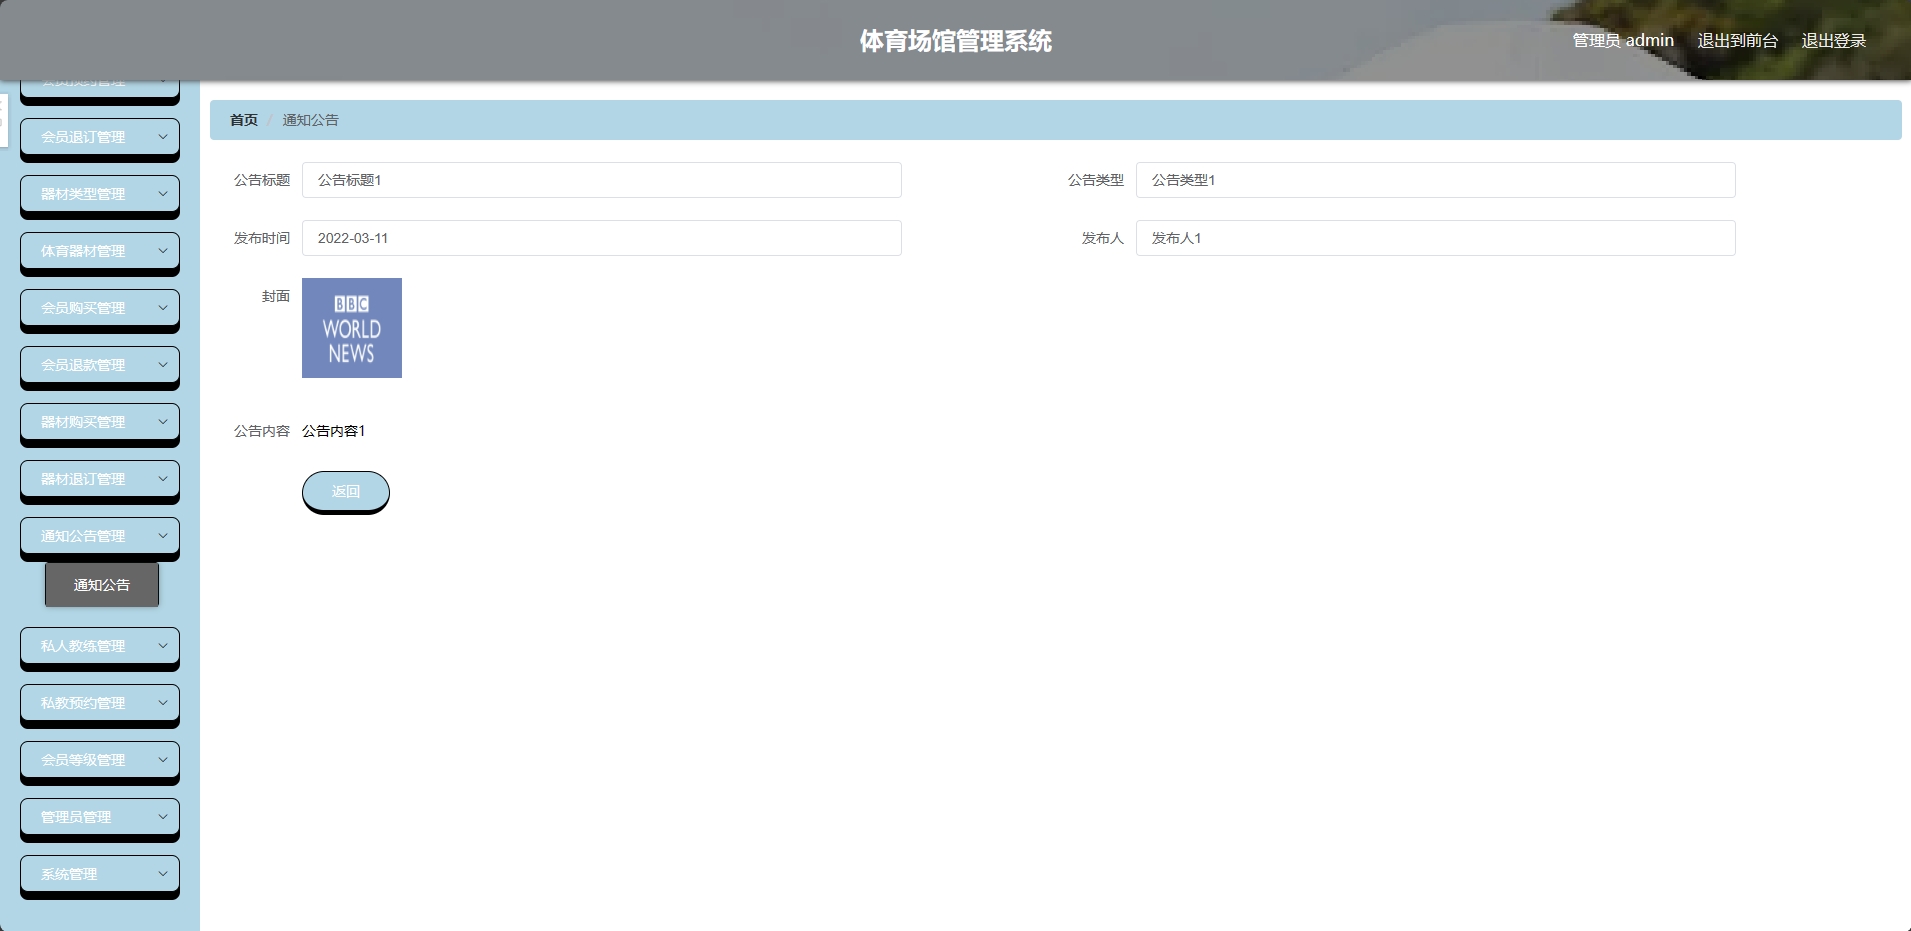 体育场馆管理系统
管理员 admin 退出到前台 退出登录
会员预约管理
会员退订管理
器材类型管理
体育器材管理
会员购买管理
会员退款管理
器材购买管理
器材退订管理
通知公告管理
通知公告
私人教练管理
私教预约管理
会员等级管理
管理员管理
系统管理
首页 / 通知公告
公告标题 公告标题1
公告类型 公告类型1
发布时间 2022-03-11
发布人 发布人1
封面
BBC
WORLD
NEWS
公告内容 公告内容1
返回